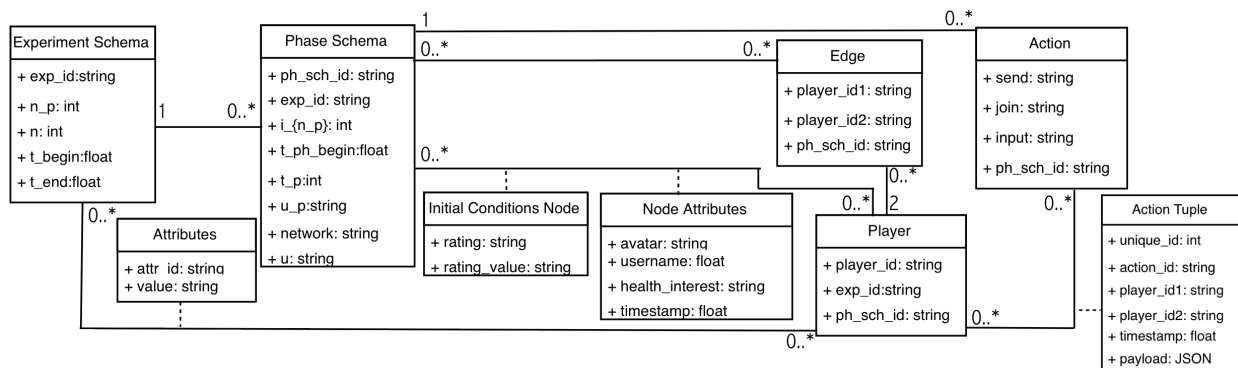 Experiment Schema
+ exp_id:string
+ n_p: int
+ n: int
+ t_begin:float
+ t_end:float
1
0..*
Phase Schema
+ ph_sch_id: string
+ exp_id: string
+ i_{n_p}: int
+ t_ph_begin:float
+ t_p:int
+ u_p:string
+ network: string
+ u: string
1
0..*
0..*
0..*
0..*
Edge
+ player_id1: string
+ player_id2: string
+ ph_sch_id: string
Action
+ send: string
+ join: string
+ input: string
+ ph_sch_id: string
0..*
Attributes
+ attr_id: string
+ value: string
Initial Conditions Node
+ rating: string
+ rating_value: string
Node Attributes
+ avatar: string
+ username: float
+ health_interest: string
+ timestamp: float
0..*
0..*
2
Player
+ player_id: string
+ exp_id:string
+ ph_sch_id: string
0..*
0..*
0..*
Action Tuple
+ unique_id: int
+ action_id: string
+ player_id1: string
+ player_id2: string
+ timestamp: float
+ payload: JSON